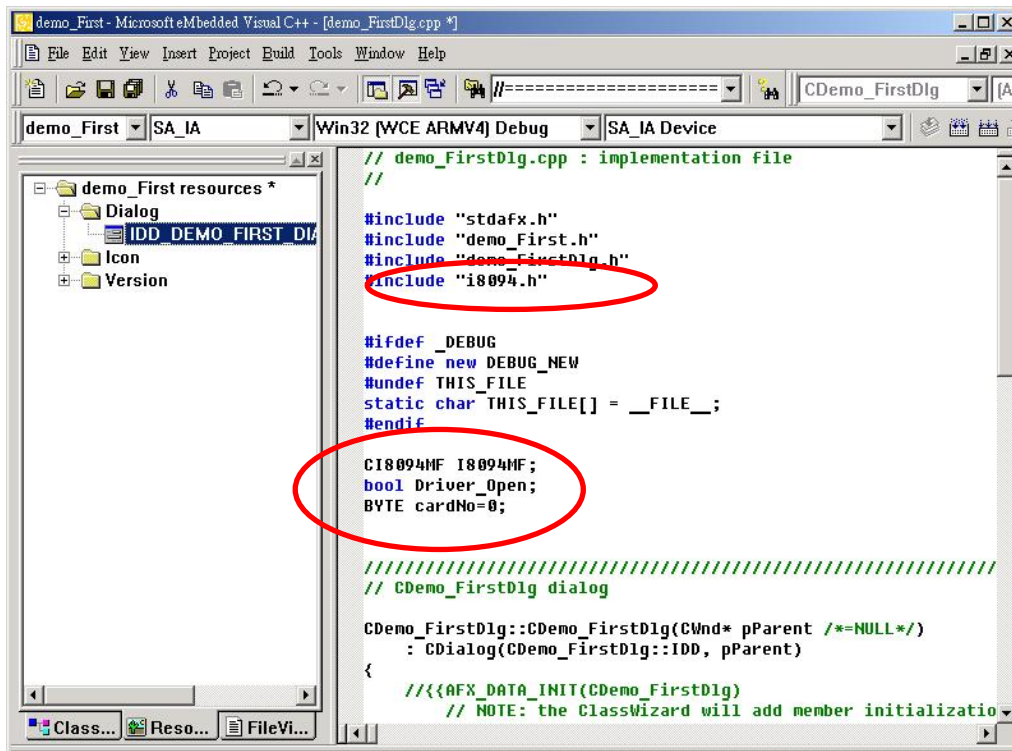 demo_First - Microsoft eMbedded Visual C++ - [demo_FirstDlg.cpp *]
File Edit View Insert Project Build Tools Window Help
//===================== CDemo_FirstDlg (A
demo_First SA_IA Win32 (WCE ARMV4) Debug SA_IA Device
demo_First resources *
Dialog
IDD_DEMO_FIRST_DIA
Icon
Version
Class... Reso... FileVi...
// demo_FirstDlg.cpp : implementation file
//
#include "stdafx.h"
#include "demo_First.h"
#include "demo_FirstDlg.h"
#include "i8094.h"
#ifdef _DEBUG
#define new DEBUG_NEW
#undef THIS_FILE
static char THIS_FILE[] = __FILE__;
#endif
CI8094MF I8094MF;
bool Driver_Open;
BYTE cardNo=0;
/////////////////////////////////////////////////////////////
// CDemo_FirstDlg dialog
CDemo_FirstDlg::CDemo_FirstDlg(CWnd* pParent /*=NULL*/)
: CDialog(CDemo_FirstDlg::IDD, pParent)
{
//{{AFX_DATA_INIT(CDemo_FirstDlg)
// NOTE: the ClassWizard will add member initializatio